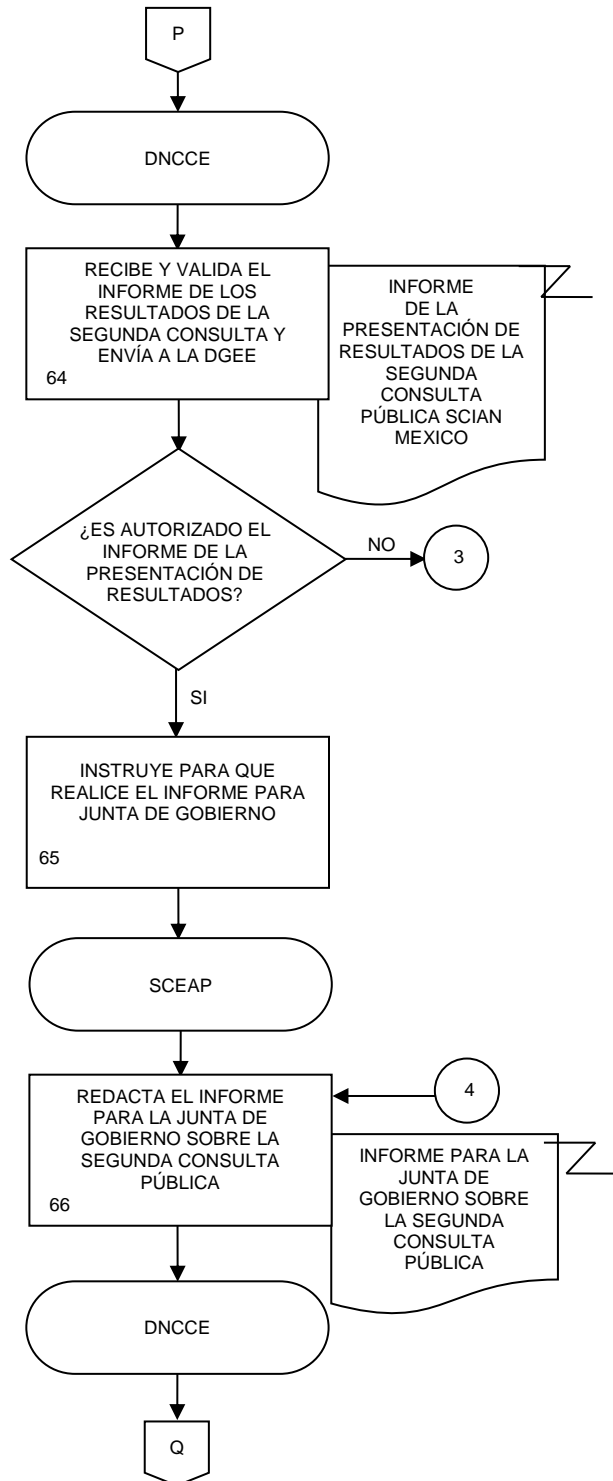 P
DNCCE
RECIBE Y VALIDA EL
INFORME DE LOS
RESULTADOS DE LA
SEGUNDA CONSULTA Y
ENVÍA A LA DGEE
64
INFORME
DE LA
PRESENTACIÓN DE
RESULTADOS DE LA
SEGUNDA
CONSULTA
PÚBLICA SCIAN
MEXICO
¿ES AUTORIZADO EL
INFORME DE LA
PRESENTACIÓN DE
RESULTADOS?
NO
3
SI
INSTRUYE PARA QUE
REALICE EL INFORME PARA
JUNTA DE GOBIERNO
65
SCEAP
4
REDACTA EL INFORME
PARA LA JUNTA DE
GOBIERNO SOBRE LA
SEGUNDA CONSULTA
PÚBLICA
66
INFORME PARA LA
JUNTA DE
GOBIERNO SOBRE
LA SEGUNDA
CONSULTA
PÚBLICA
DNCCE
Q